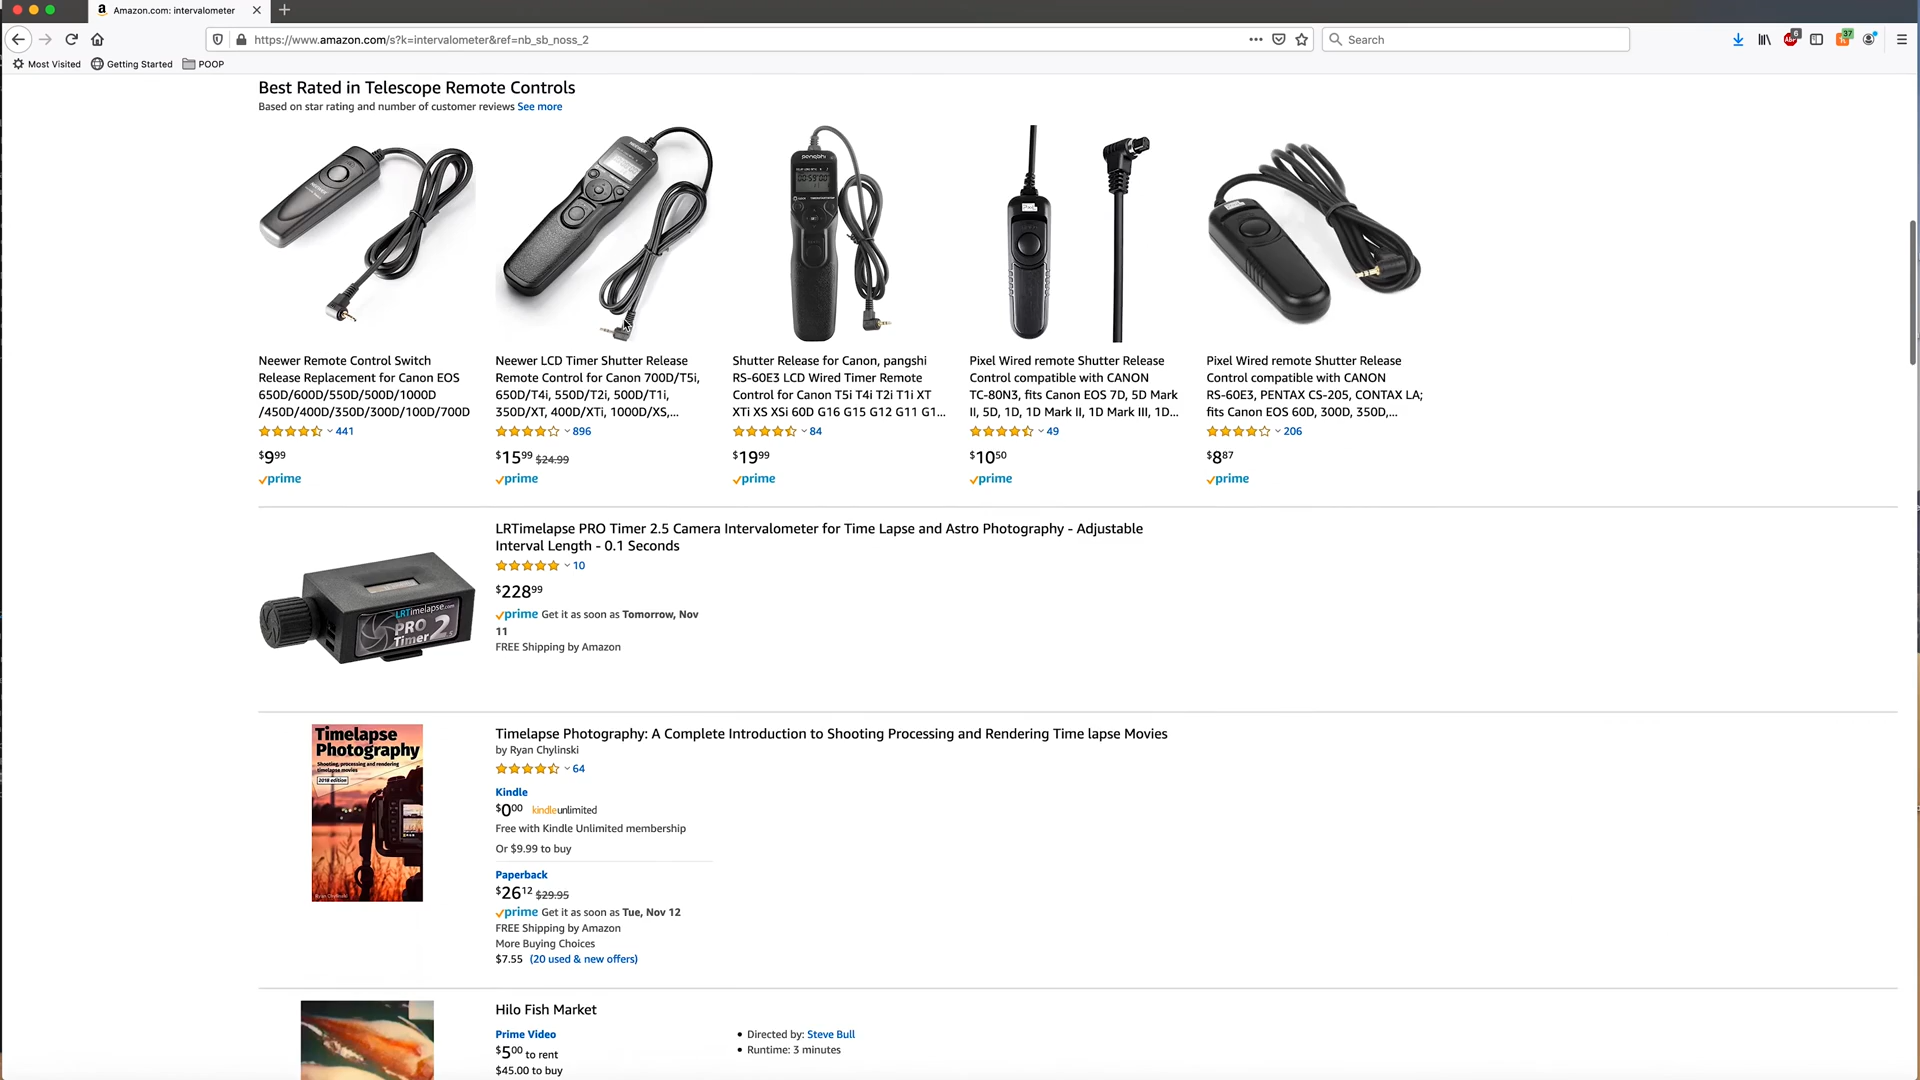 Amazon.com: intervalometer
https://www.amazon.com/s?k=intervalometer&ref=nb_sb_noss_2
Search
6
37
Most Visited
Getting Started
POOP
Best Rated in Telescope Remote Controls
Based on star rating and number of customer reviews See more
Neewer Remote Control Switch
Release Replacement for Canon EOS
650D/600D/550D/500D/1000D
/450D/400D/350D/300D/100D/700D
441
$9.99
prime
Neewer LCD Timer Shutter Release
Remote Control for Canon 700D/T5i,
650D/T4i, 550D/T2i, 500D/T1i,
350D/XT, 400D/XTi, 1000D/XS,...
896
$15.99 $24.99
prime
pangshi
Shutter Release for Canon, pangshi
RS-60E3 LCD Wired Timer Remote
Control for Canon T5i T4i T2i T1i XT
XTi XS XSi 60D G16 G15 G12 G11 G1...
84
$19.99
prime
Pixel Wired remote Shutter Release
Control compatible with CANON
TC-80N3, fits Canon EOS 7D, 5D Mark
II, 5D, 1D, 1D Mark II, 1D Mark III, 1D...
49
$10.50
prime
Pixel Wired remote Shutter Release
Control compatible with CANON
RS-60E3, PENTAX CS-205, CONTAX LA;
fits Canon EOS 60D, 300D, 350D,...
206
$8.87
prime
LRTimelapse.com
PRO
Timer 2.5
LRTimelapse PRO Timer 2.5 Camera Intervalometer for Time Lapse and Astro Photography - Adjustable
Interval Length - 0.1 Seconds
10
$228.99
prime Get it as soon as Tomorrow, Nov
11
FREE Shipping by Amazon
Timelapse
Photography
Shooting, processing and rendering
timelapse movies
2018 edition
Timelapse Photography: A Complete Introduction to Shooting Processing and Rendering Time lapse Movies
by Ryan Chylinski
64
Kindle
$0.00 kindleunlimited
Free with Kindle Unlimited membership
Or $9.99 to buy
Paperback
$26.12 $29.95
prime Get it as soon as Tue, Nov 12
FREE Shipping by Amazon
More Buying Choices
$7.55 (20 used & new offers)
Hilo Fish Market
Prime Video
$5.00 to rent
$45.00 to buy
Directed by: Steve Bull
Runtime: 3 minutes